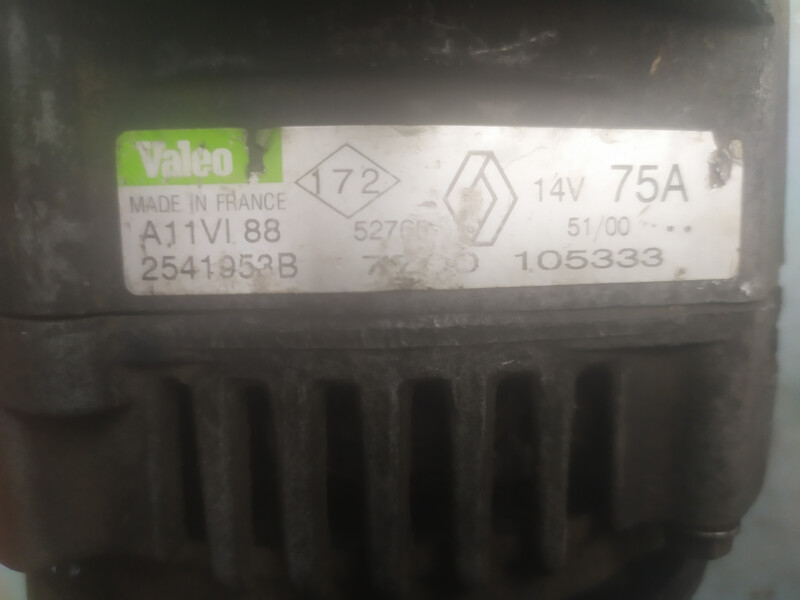 Valeo
172
14V 75A
MADE IN FRANCE
A11VI 88
51/00
2541953B
105333